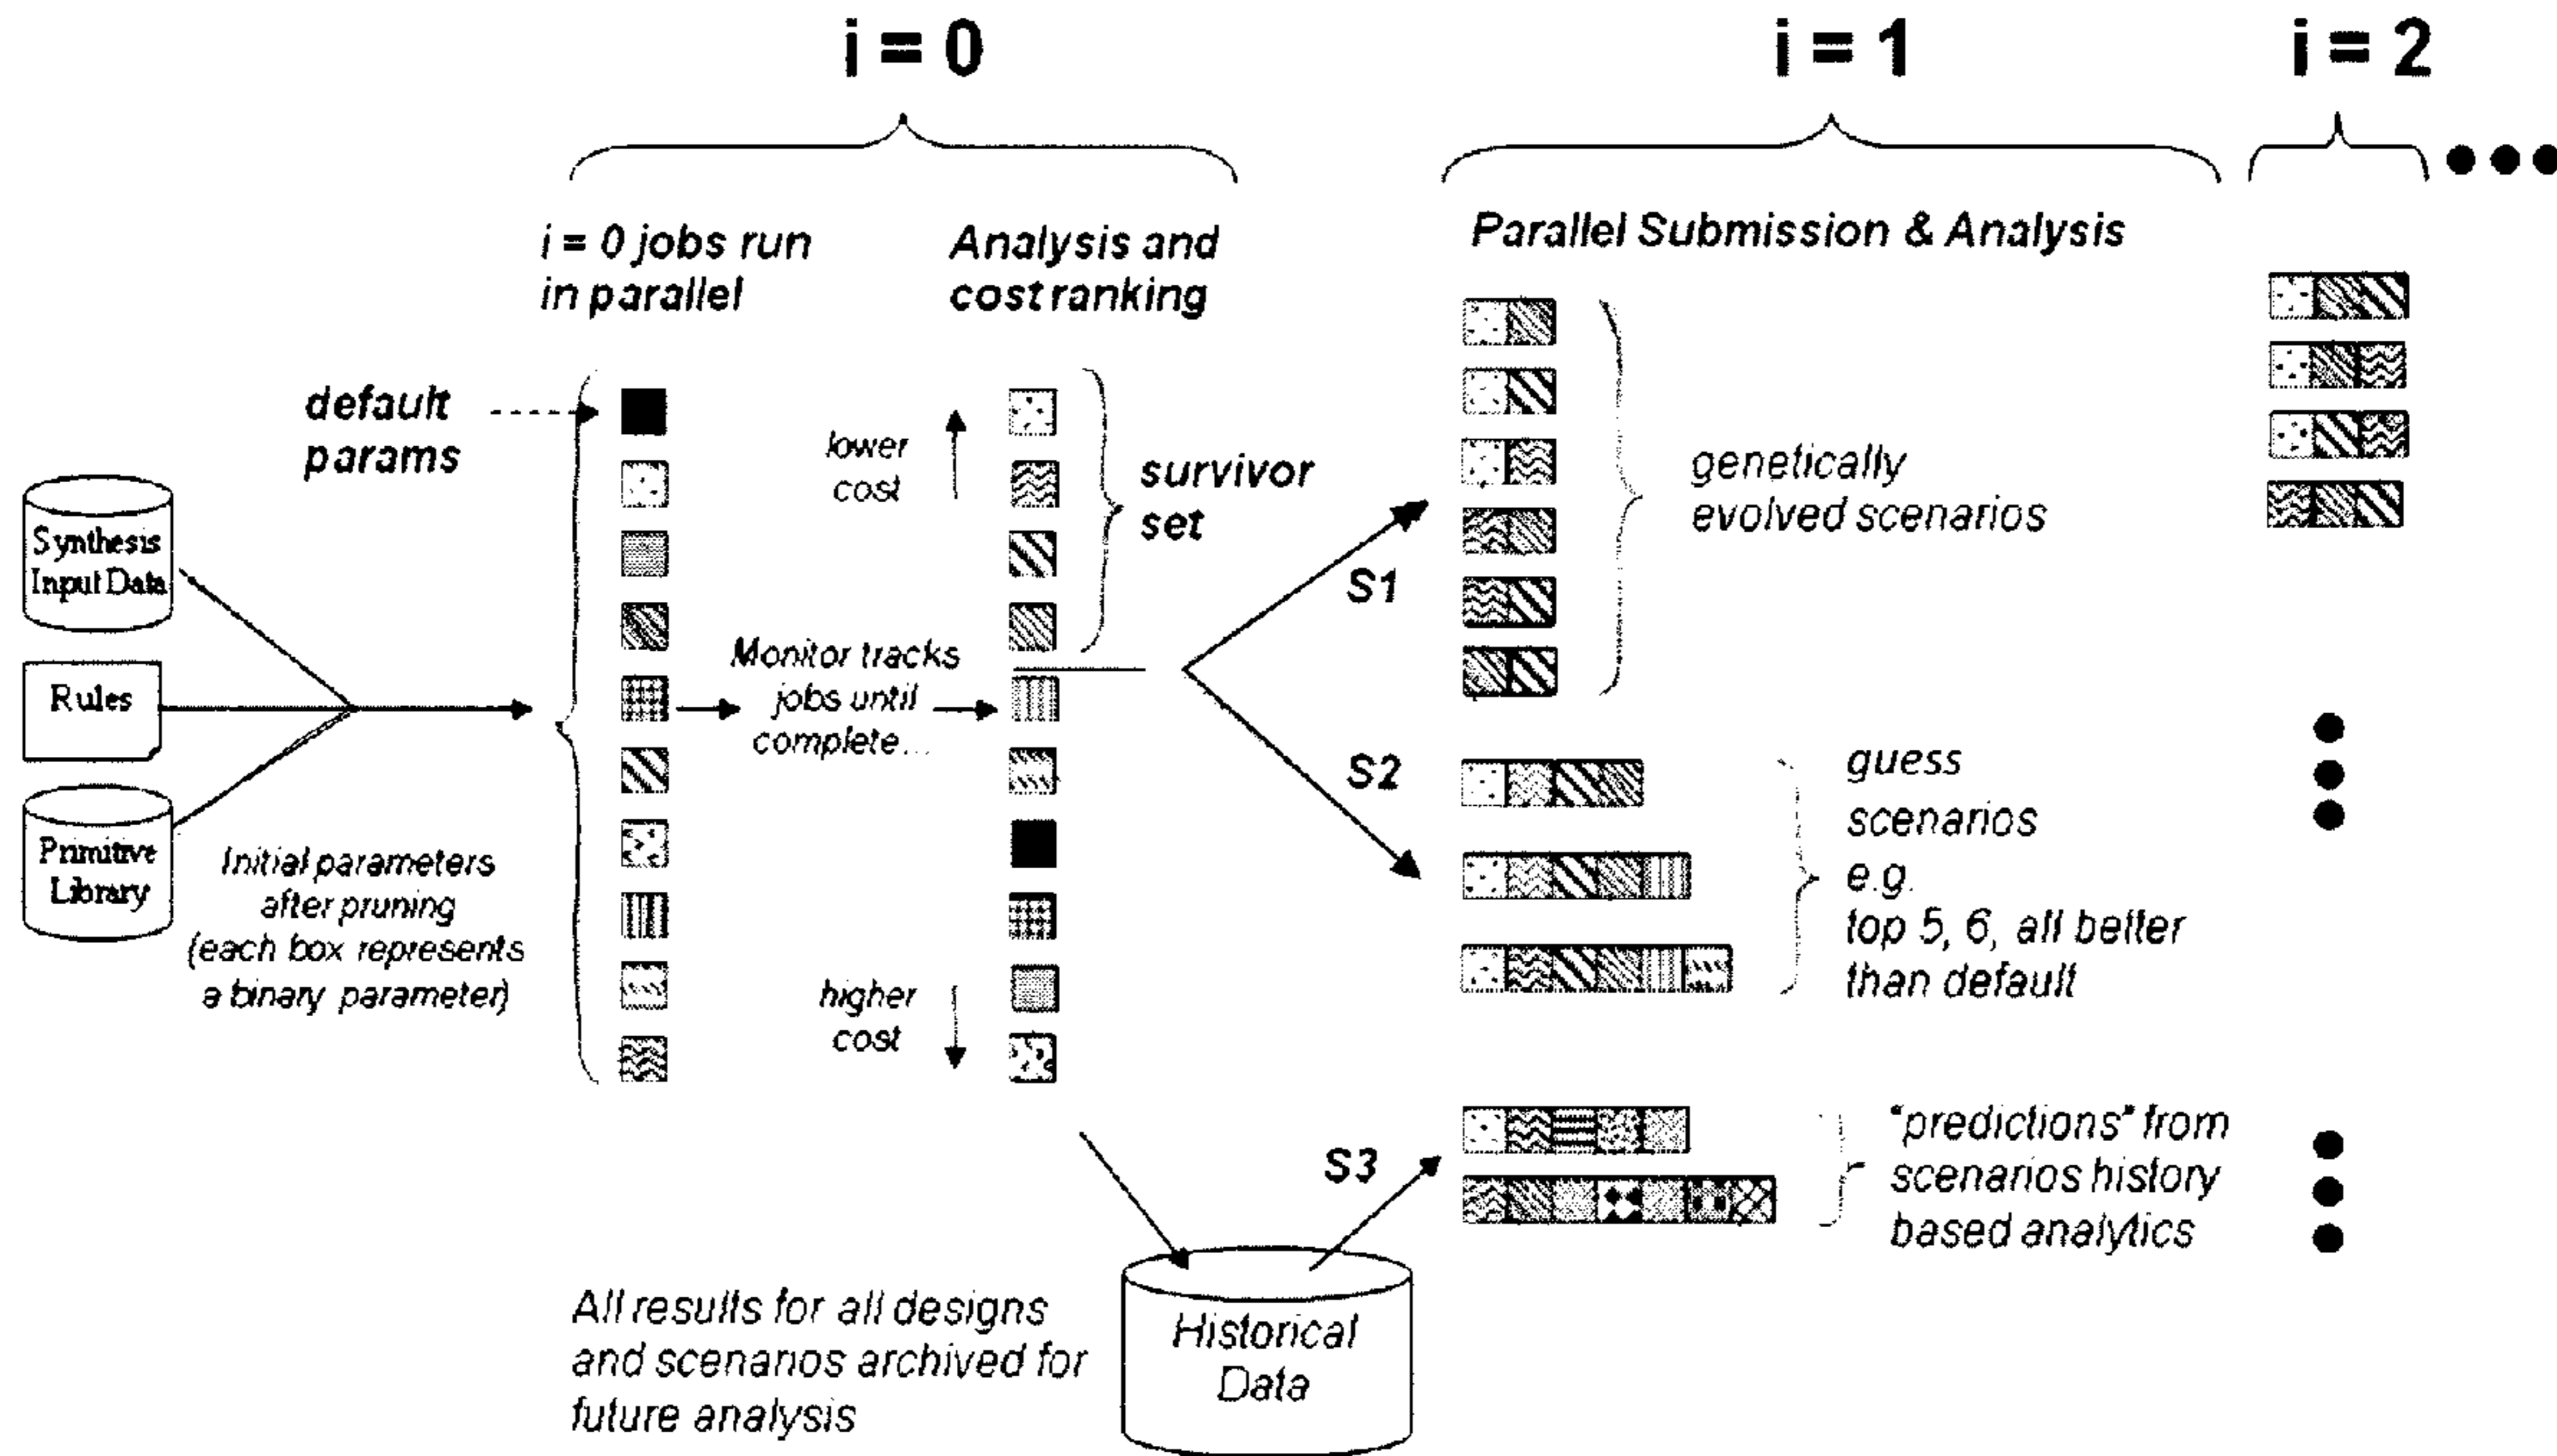 i = 0
i = 1
i = 2
i = 0 jobs run
in parallel
Analysis and
cost ranking
Parallel Submission & Analysis
default
params
lower
cost
survivor
set
genetically
evolved scenarios
Synthesis
Input Data
Rules
Primitive
Library
Initial parameters
after pruning
(each box represents
a binary parameter)
Monitor tracks
jobs until
complete...
higher
cost
S1
S2
guess
scenarios
e.g.
top 5, 6, all better
than default
S3
"predictions" from
scenarios history
based analytics
All results for all designs
and scenarios archived for
future analysis
Historical
Data